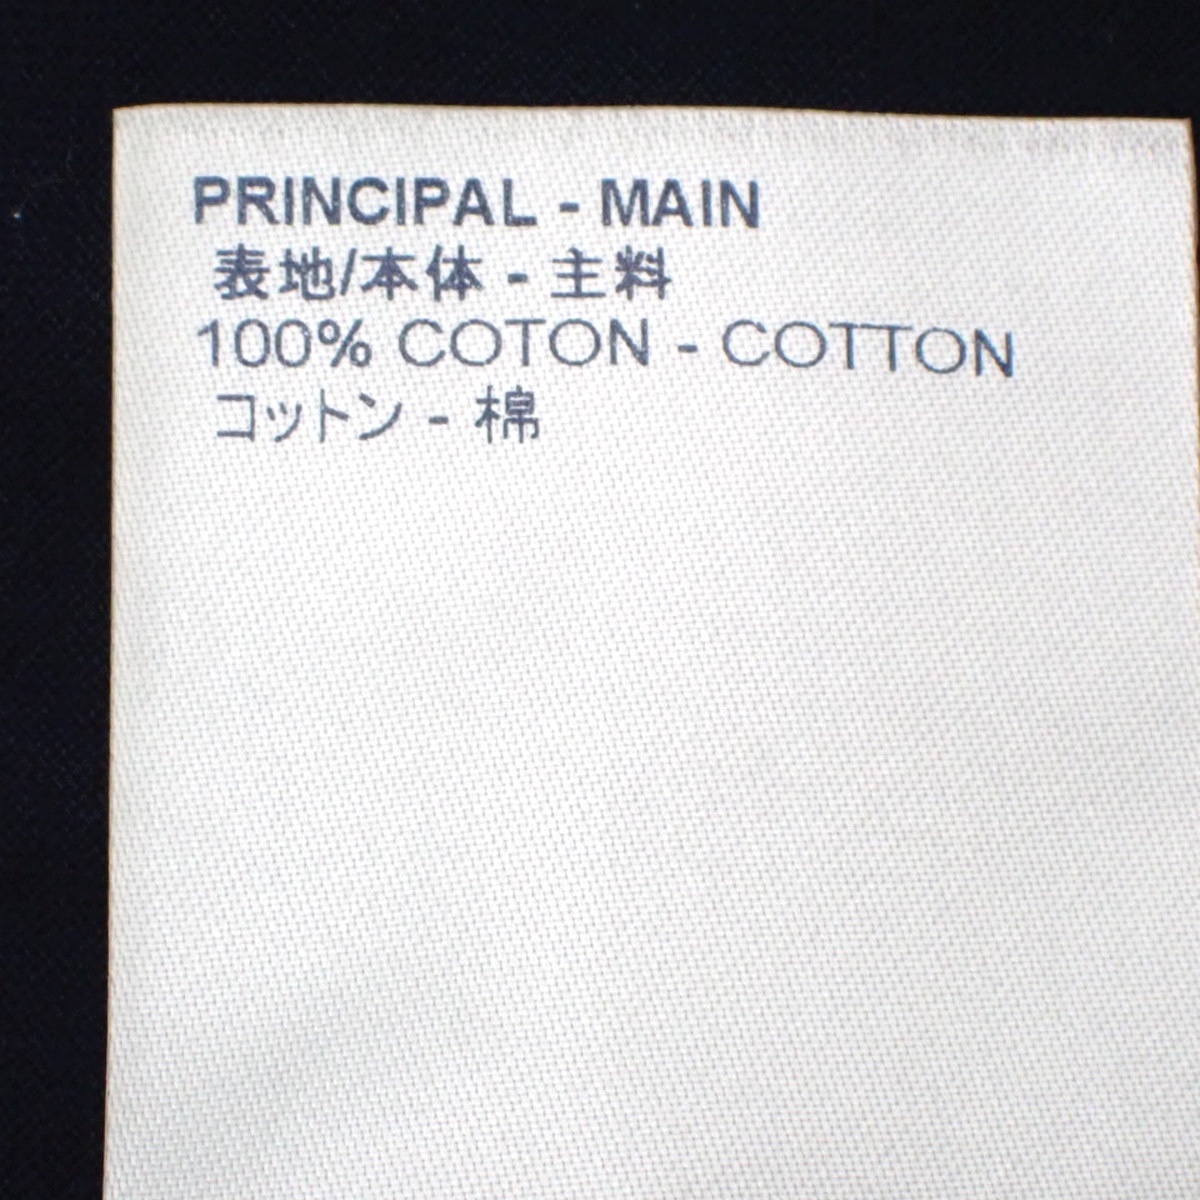 PRINCIPAL - MAIN
表地/本体 - 主料
100% COTON - COTTON
コットン - 棉